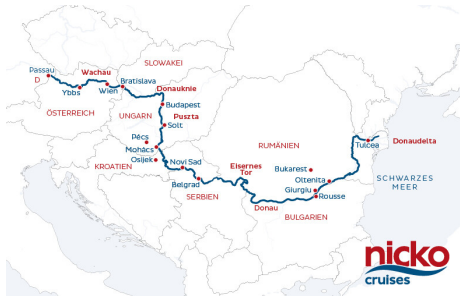 SLOWAKEI
Passau
D
Wachau
Ybbs
Wien
Bratislava
Donauknie
ÖSTERREICH
UNGARN
Budapest
Puszta
Solt
Pécs
Mohács
Osijek
KROATIEN
Novi Sad
Belgrad
SERBIEN
Eisernes
Tor
RUMÄNIEN
Bukarest
Oltenita
Giurgiu
Rousse
Donau
BULGARIEN
Tulcea
Donaudelta
SCHWARZES
MEER
nicko
cruises